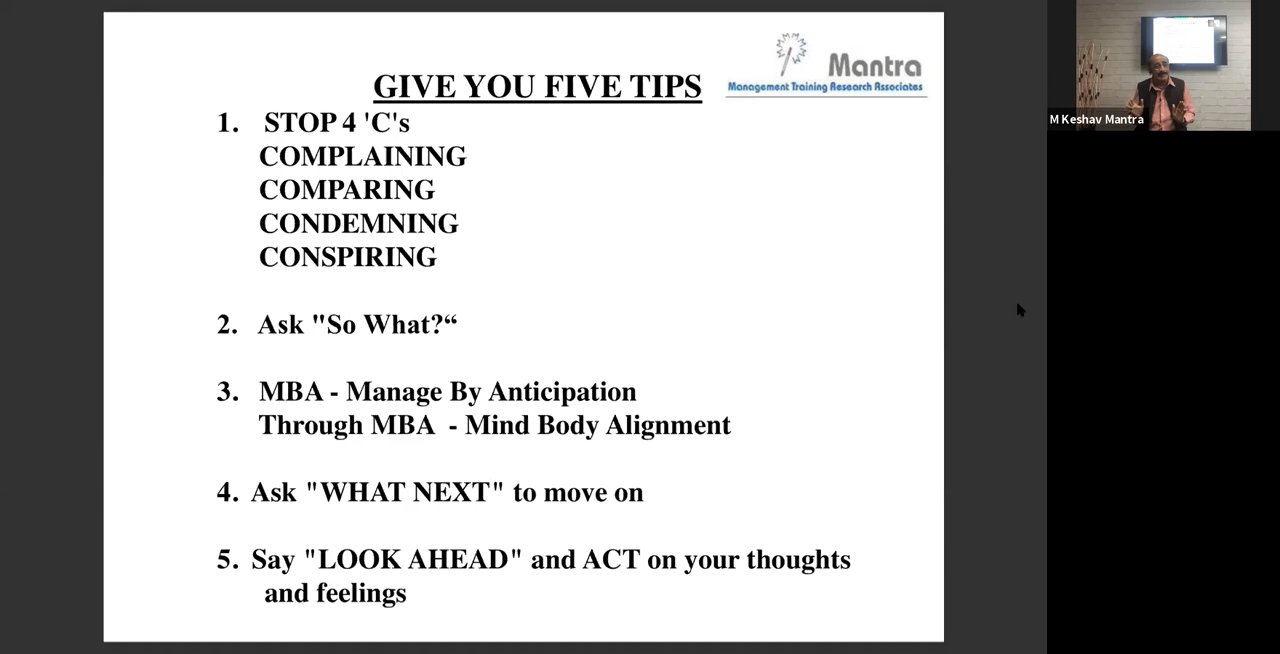 Mantra
Management Training Research Associates
GIVE YOU FIVE TIPS
1. STOP 4 'C's
COMPLAINING
COMPARING
CONDEMNING
CONSPIRING
2. Ask "So What?“
3. MBA - Manage By Anticipation
Through MBA - Mind Body Alignment
4. Ask "WHAT NEXT" to move on
5. Say "LOOK AHEAD" and ACT on your thoughts
and feelings
M Keshav Mantra